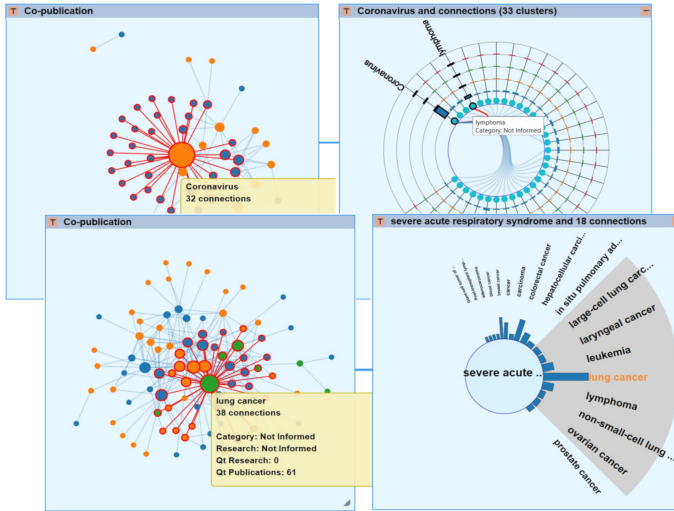 T Co-publication
T Coronavirus and connections (33 clusters) −
lymphoma
Coronavirus
lymphoma
Category: Not Informed
Coronavirus
32 connections
T Co-publication
T severe acute respiratory syndrome and 18 connections
breast cancer
cancer
carcinoma
colorectal cancer
hepatocellular carci...
in situ pulmonary ad...
large-cell lung carc...
laryngeal cancer
leukemia
lung cancer
lymphoma
non-small-cell lung ...
ovarian cancer
prostate cancer
severe acute ..
lung cancer
38 connections
Category: Not Informed
Research: Not Informed
Qt Research: 0
Qt Publications: 61